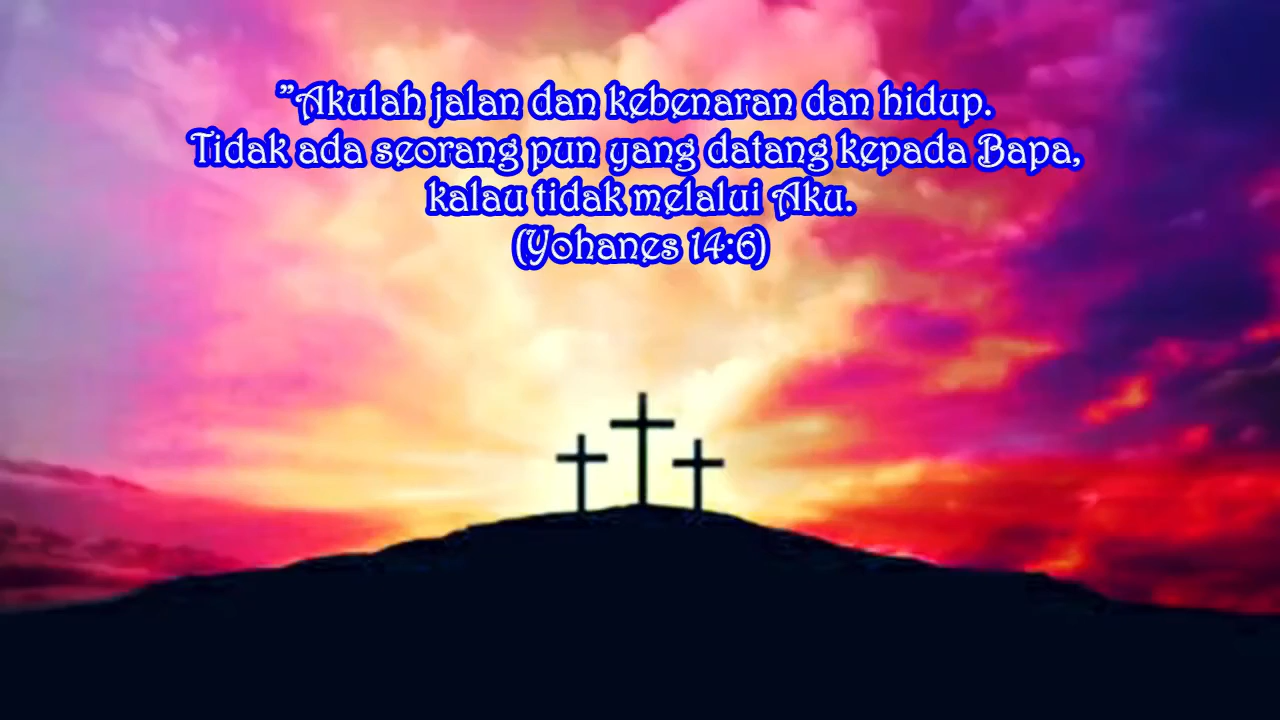 "Akulah jalan dan kebenaran dan hidup.
Tidak ada seorang pun yang datang kepada Bapa,
kalau tidak melalui Aku.
(Yohanes 14:6)